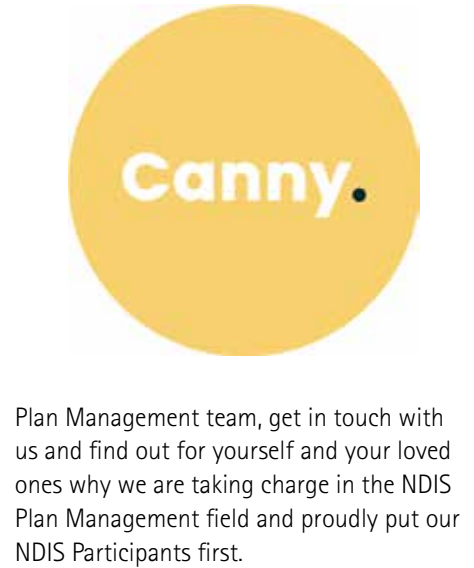 Canny.
Plan Management team, get in touch with
us and find out for yourself and your loved
ones why we are taking charge in the NDIS
Plan Management field and proudly put our
NDIS Participants first.